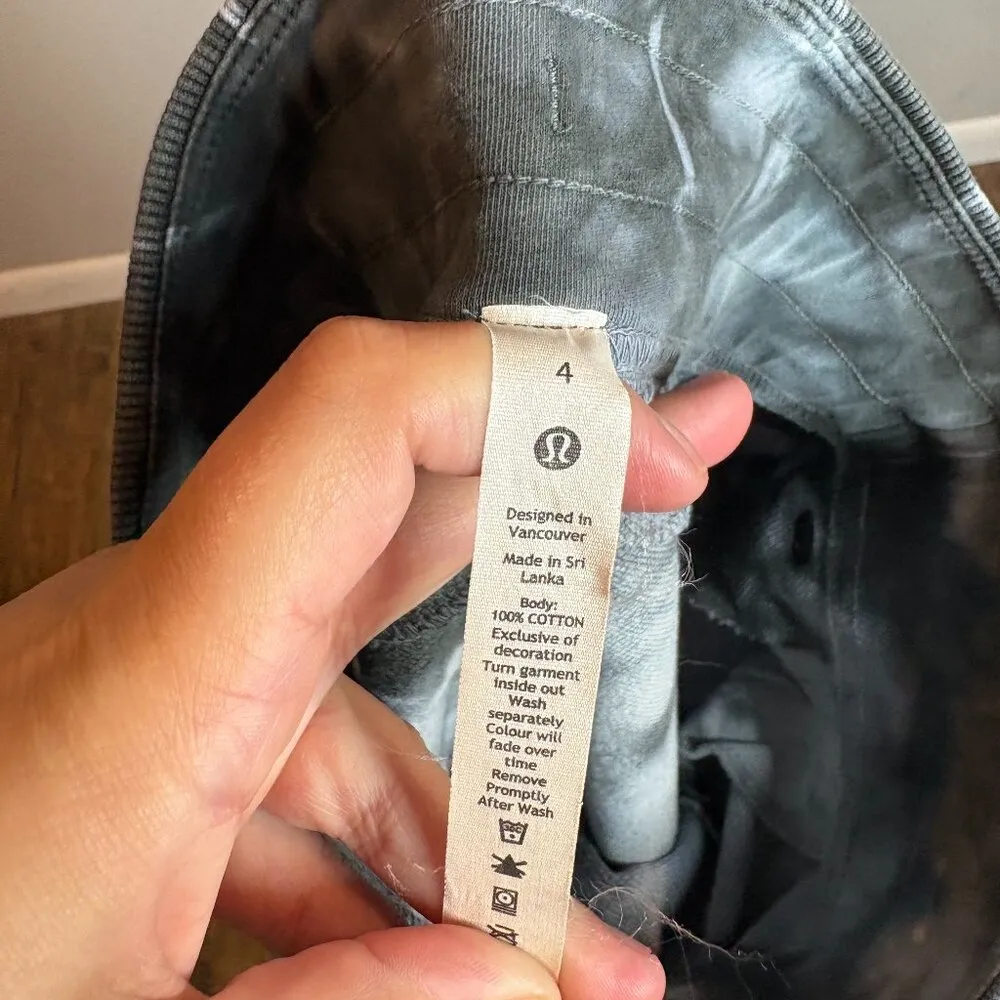 4
Designed in
Vancouver
Made in Sri
Lanka
Body:
100% COTTON
Exclusive of
decoration
Turn garment
inside out
Wash
separately
Colour will
fade over
time
Remove
Promptly
After Wash